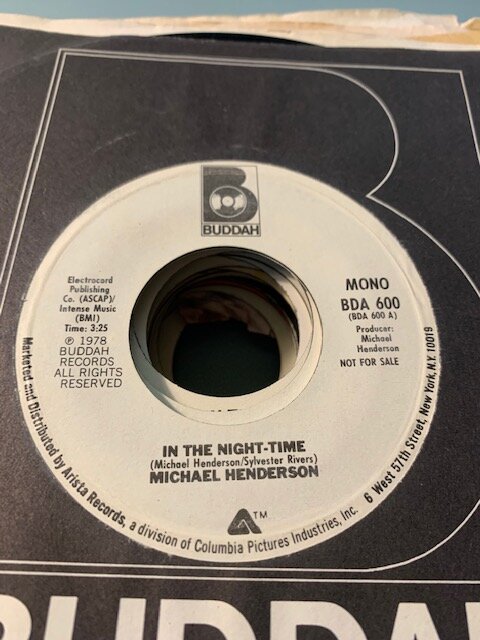 BUDDAH
Electrocord
Publishing
Co. (ASCAP)/
Intense Music
(BMI)
Time: 3:25
℗ 1978
BUDDAH
RECORDS
ALL RIGHTS
RESERVED
MONO
BDA 600
(BDA 600 A)
Producer:
Michael
Henderson
NOT FOR SALE
IN THE NIGHT-TIME
(Michael Henderson/Sylvester Rivers)
MICHAEL HENDERSON
A™
Marketed and Distributed by Arista Records, a division of Columbia Pictures Industries, Inc. 6 West 57th Street, New York, N.Y. 10019
BUDDAH